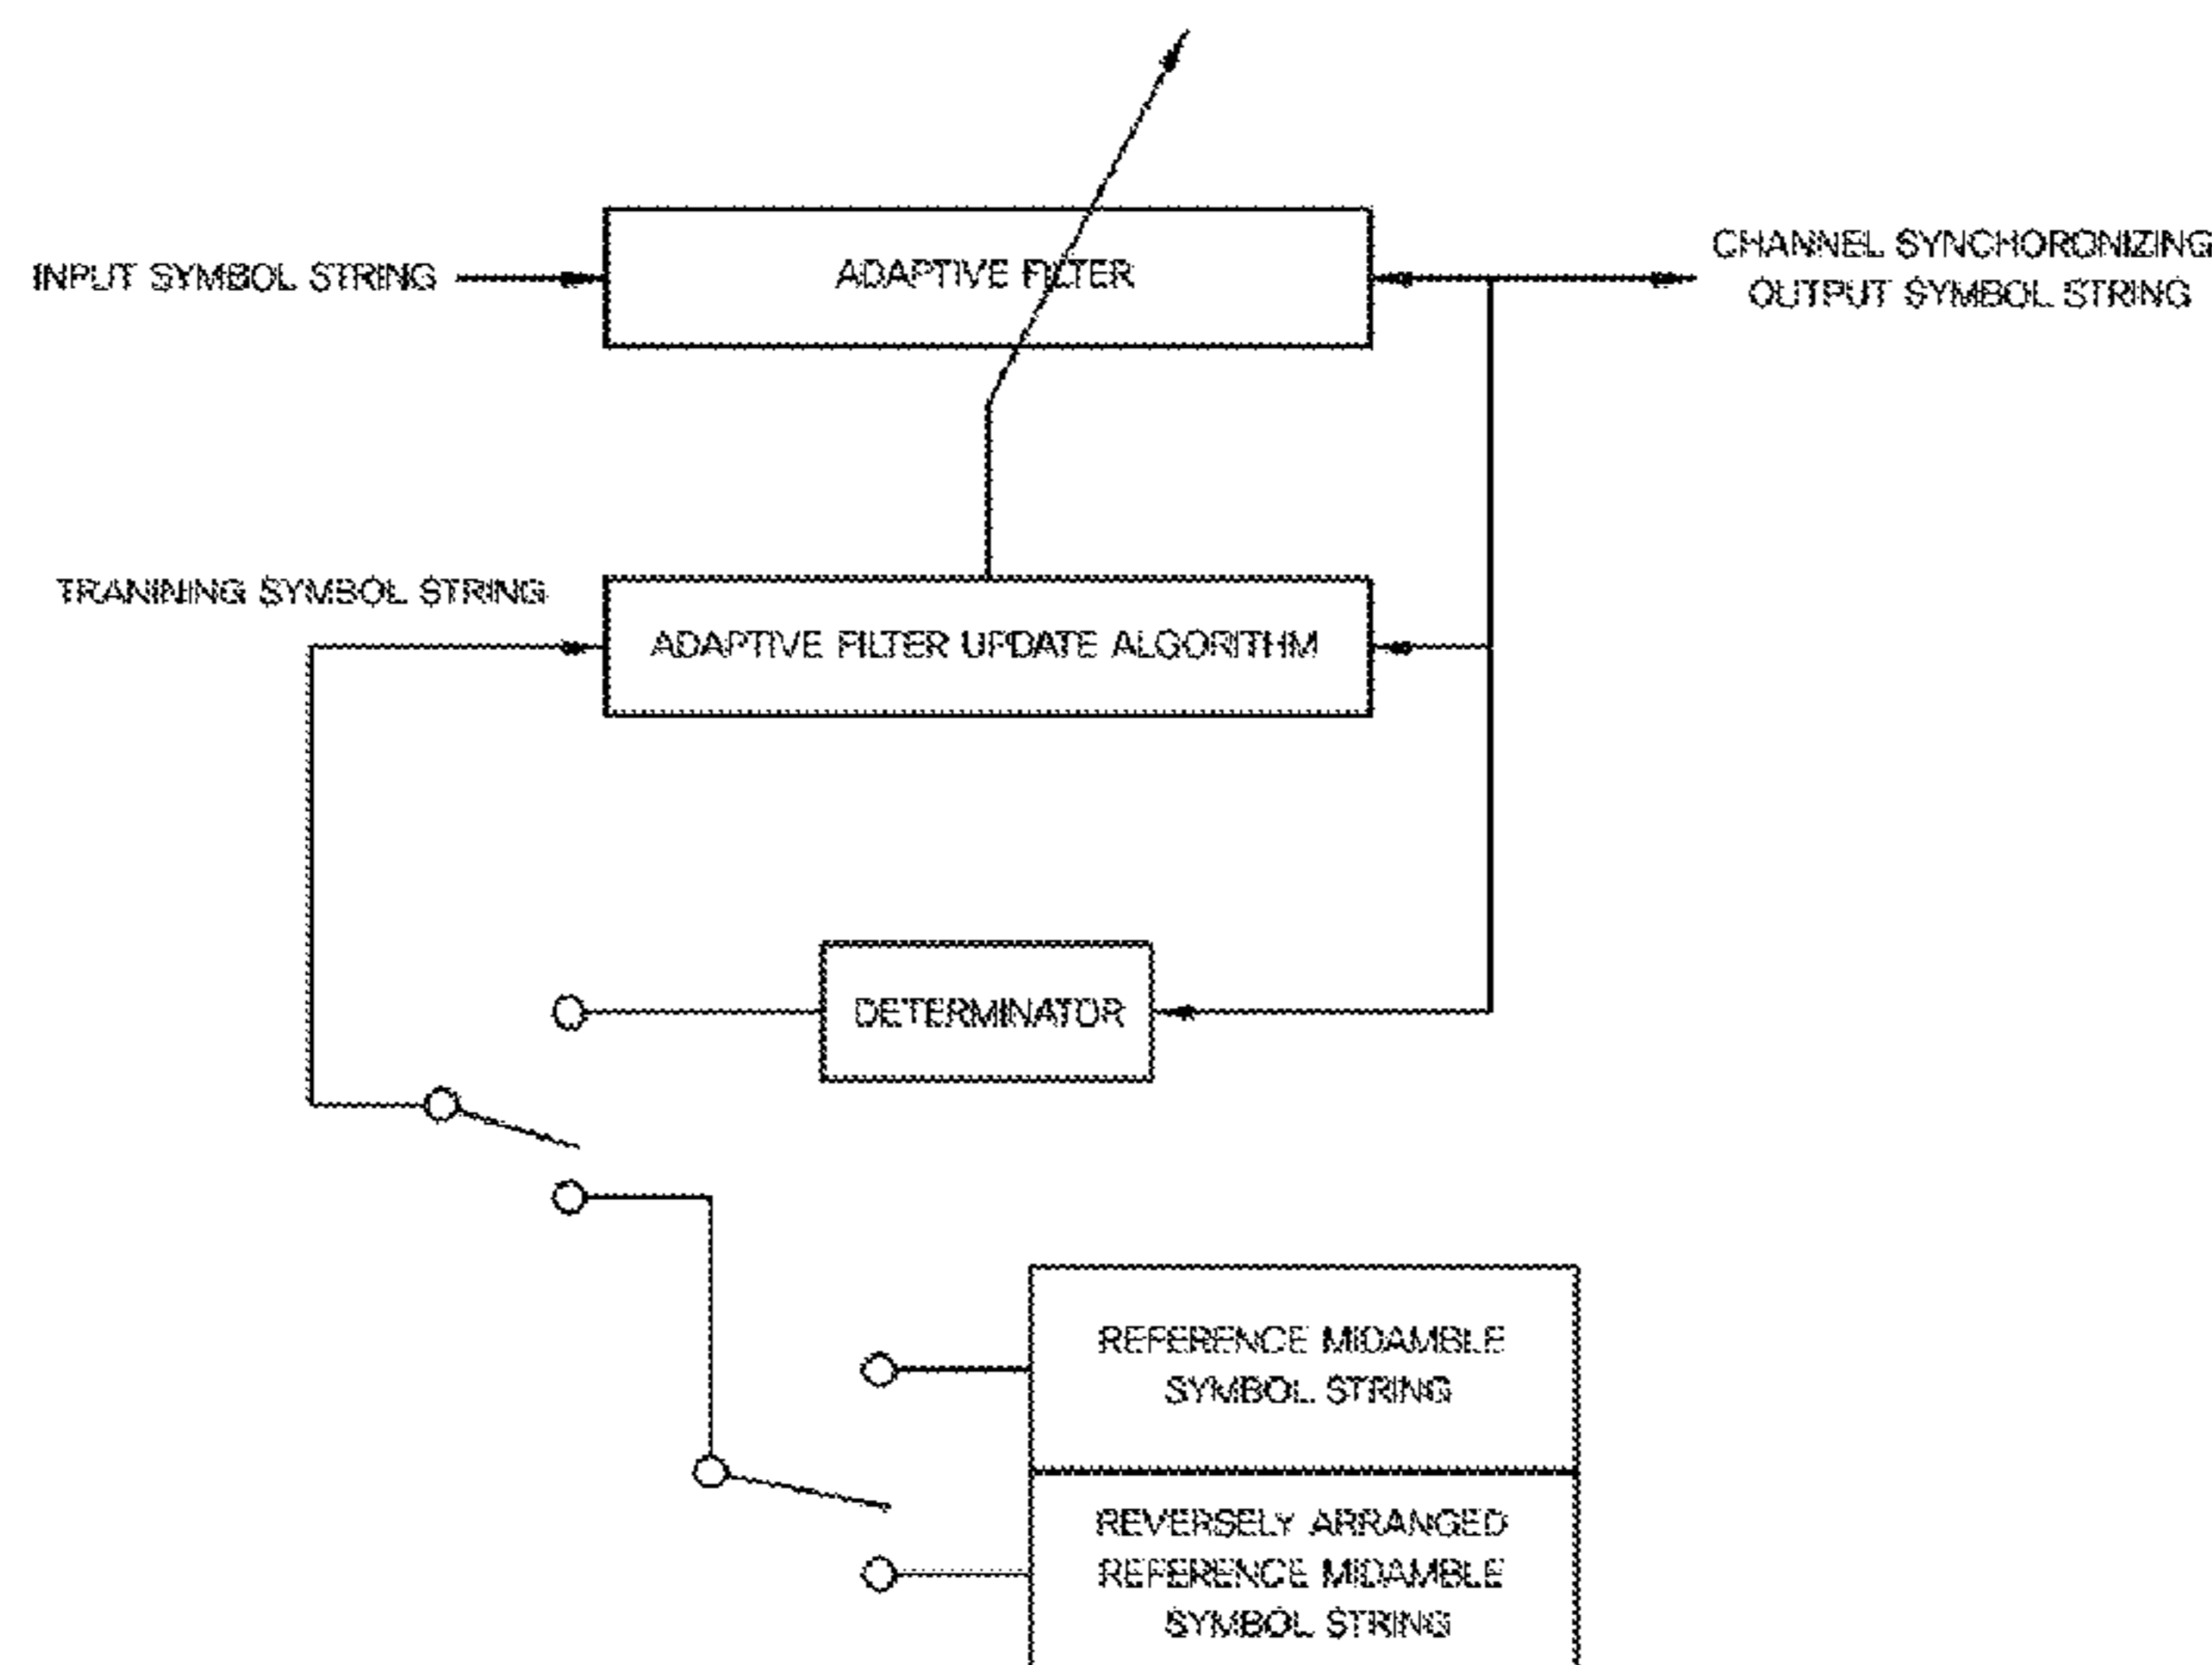 INPUT SYMBOL STRING
ADAPTIVE FILTER
CHANNEL SYNCHORONIZING
OUTPUT SYMBOL STRING
TRANINING SYMBOL STRING
ADAPTIVE FILTER UPDATE ALGORITHM
DETERMINATOR
REFERENCE MIDAMBLE
SYMBOL STRING
REVERSELY ARRANGED
REFERENCE MIDAMBLE
SYMBOL STRING